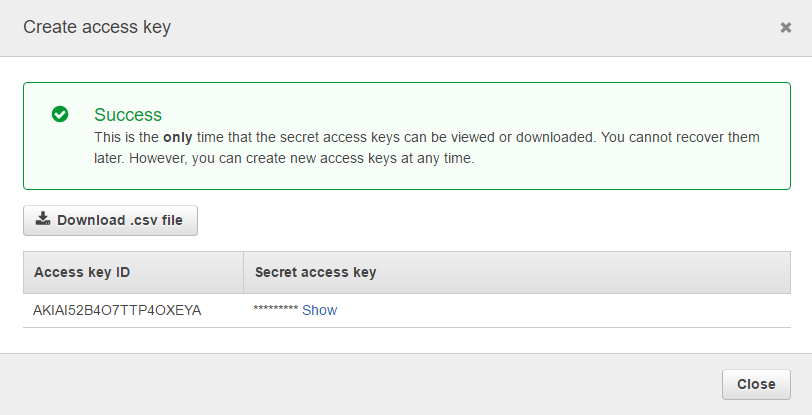 Create access key
Success
This is the only time that the secret access keys can be viewed or downloaded. You cannot recover them
later. However, you can create new access keys at any time.
Download .csv file
Access key ID Secret access key
AKIAI52B4O7TTP4OXEYA ********* Show
Close